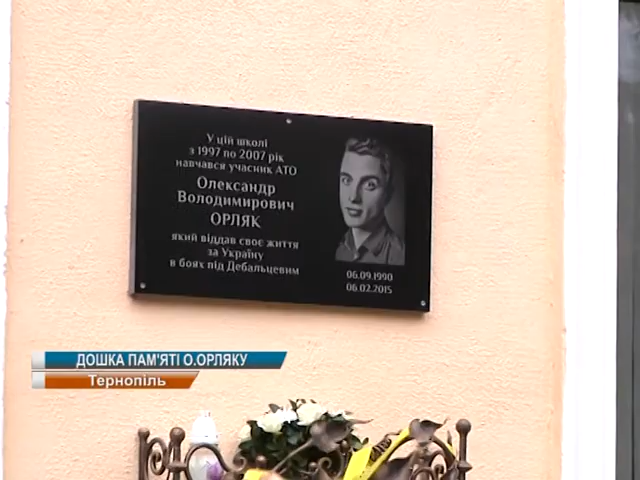 У цій школі
з 1997 по 2007 рік
навчався учасник АТО
Олександр
Володимирович
ОРЛЯК
який віддав своє життя
за Україну
в боях під Дебальцевим
06.09.1990
06.02.2015
ДОШКА ПАМ'ЯТІ О.ОРЛЯКУ
Тернопіль